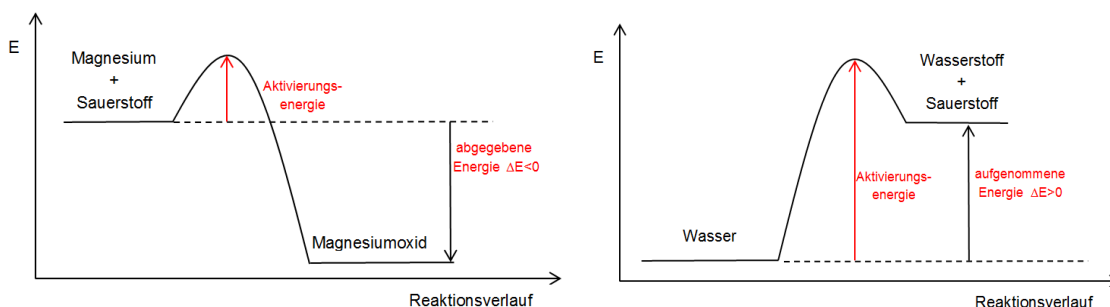 E
Magnesium
+
Sauerstoff
Aktivierungs-
energie
abgegebene
Energie ΔE<0
Magnesiumoxid
Reaktionsverlauf
E
Wasserstoff
+
Sauerstoff
Aktivierungs-
energie
aufgenommene
Energie ΔE>0
Wasser
Reaktionsverlauf